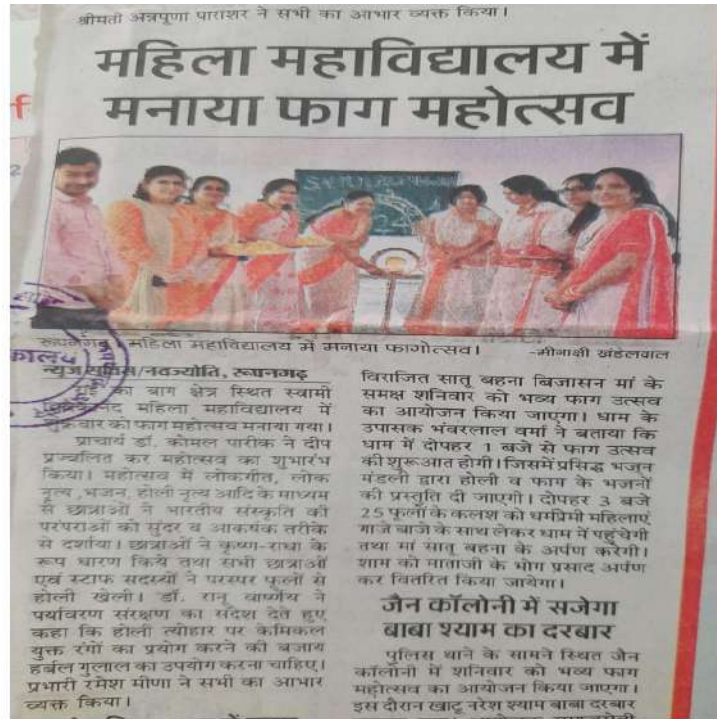 श्रीमती अन्नपूर्णा पाराशर ने सभी का आभार व्यक्त किया।
महिला महाविद्यालय में
मनाया फाग महोत्सव
महिला महाविद्यालय में मनाया फागोत्सव।
-मीनाक्षी खंडेलवाल
न्यूज सर्विस/नवज्योति, रूपनगढ़
का बाग क्षेत्र स्थित स्वामी
महिला महाविद्यालय में
शुक्रवार को फाग महोत्सव मनाया गया।
प्राचार्य डॉ. कोमल पारीक ने दीप
प्रज्वलित कर महोत्सव का शुभारंभ
किया। महोत्सव में लोकगीत, लोक
नृत्य ,भजन, होली नृत्य आदि के माध्यम
से छात्राओं ने भारतीय संस्कृति की
परंपराओं को सुंदर व आकर्षक तरीके
से दर्शाया। छात्राओं ने कृष्ण-राधा के
रूप धारण किये तथा सभी छात्राओं
एवं स्टाफ सदस्यों ने परस्पर फूलों से
होली खेली। डॉ. रानू वार्ष्णेय ने
पर्यावरण संरक्षण का संदेश देते हुए
कहा कि होली त्योहार पर केमिकल
युक्त रंगों का प्रयोग करने की बजाय
हर्बल गुलाल का उपयोग करना चाहिए।
प्रभारी रमेश मीणा ने सभी का आभार
व्यक्त किया।
विराजित सातू बहना बिजासन मां के
समक्ष शनिवार को भव्य फाग उत्सव
का आयोजन किया जाएगा। धाम के
उपासक भंवरलाल वर्मा ने बताया कि
धाम में दोपहर 1 बजे से फाग उत्सव
की शुरूआत होगी। जिसमें प्रसिद्ध भजन
मंडली द्वारा होली व फाग के भजनों
की प्रस्तुति दी जाएगी। दोपहर 3 बजे
25 फूलों के कलश को धर्मप्रेमी महिलाएं
गाजे बाजे के साथ लेकर धाम में पहुंचेगी
तथा मां सातू बहना के अर्पण करेगी।
शाम को माताजी के भोग प्रसाद अर्पण
कर वितरित किया जायेगा।
जैन कॉलोनी में सजेगा
बाबा श्याम का दरबार
पुलिस थाने के सामने स्थित जैन
कॉलोनी में शनिवार को भव्य फाग
महोत्सव का आयोजन किया जाएगा।
इस दौरान खाटू नरेश श्याम बाबा दरबार